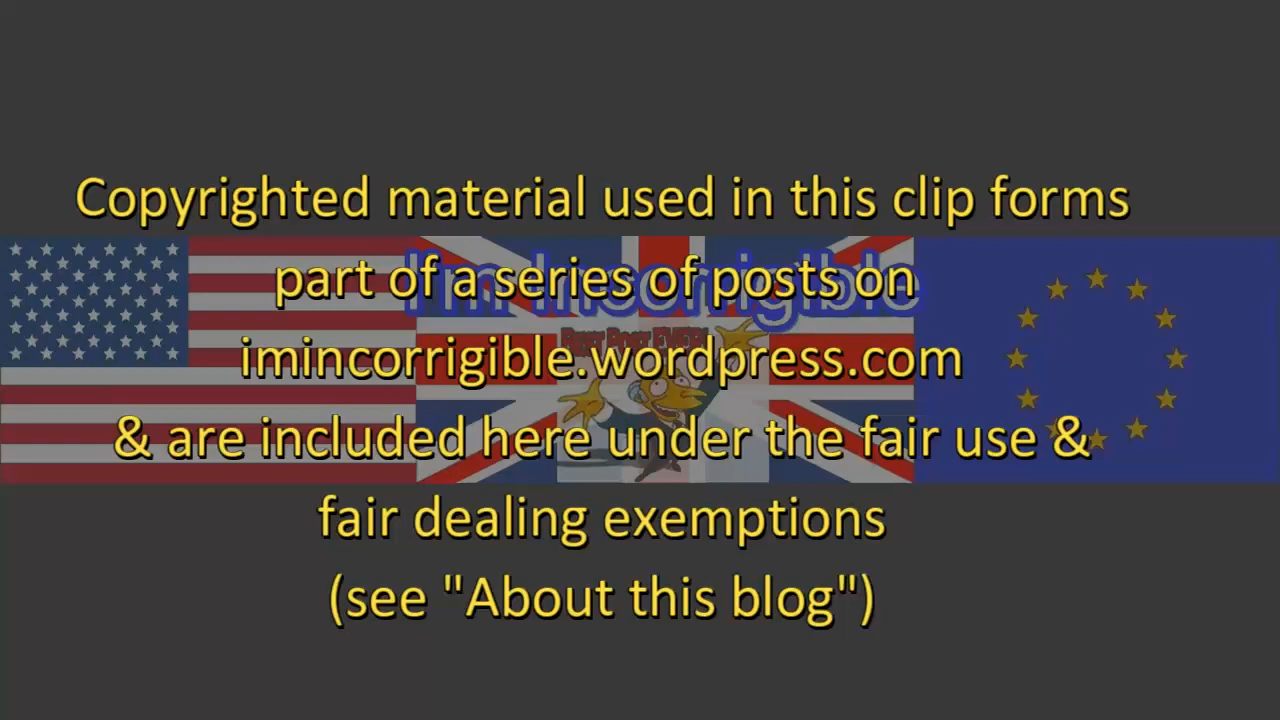 Copyrighted material used in this clip forms
part of a series of posts on
I'm Incorrigible
imincorrigible.wordpress.com
& are included here under the fair use &
fair dealing exemptions
(see "About this blog")